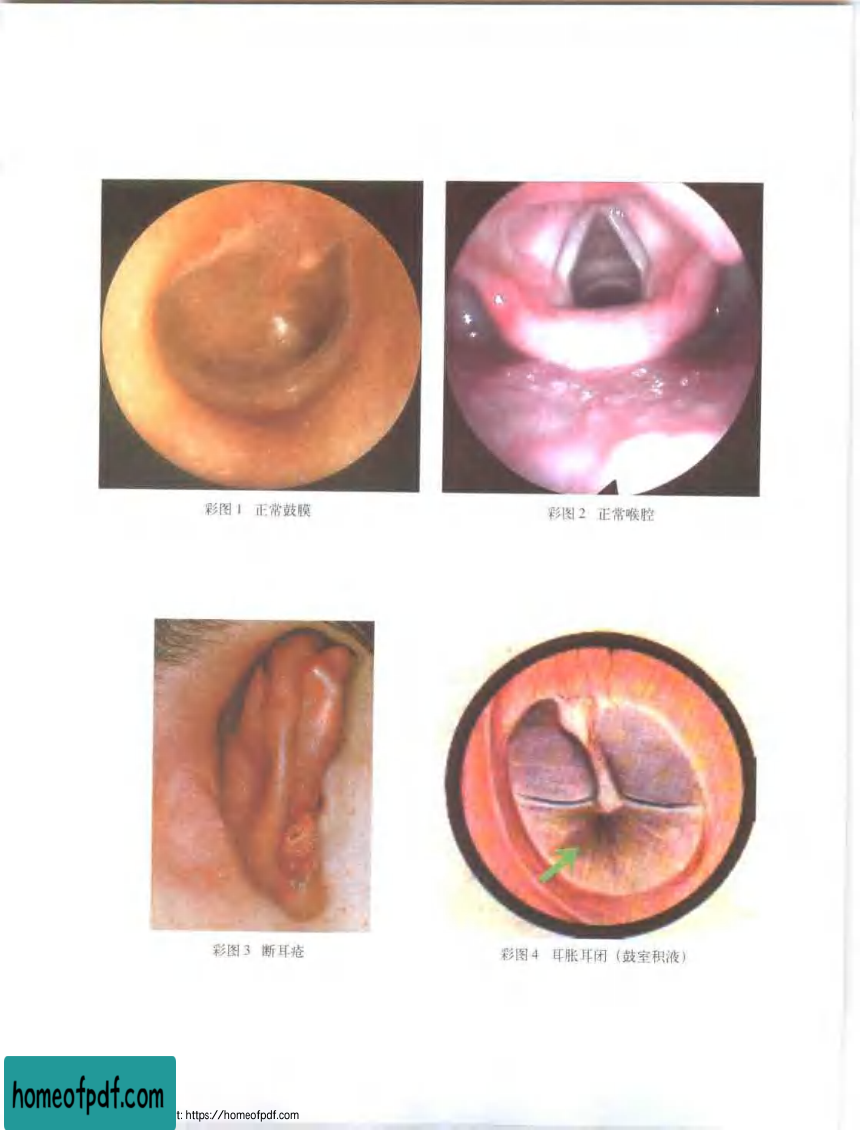 彩图 1 正常鼓膜
彩图 2 正常喉腔
彩图 3 断耳疮
彩图 4 耳胀耳闭（鼓室积液）
homeofpdf.com
t: https://homeofpdf.com